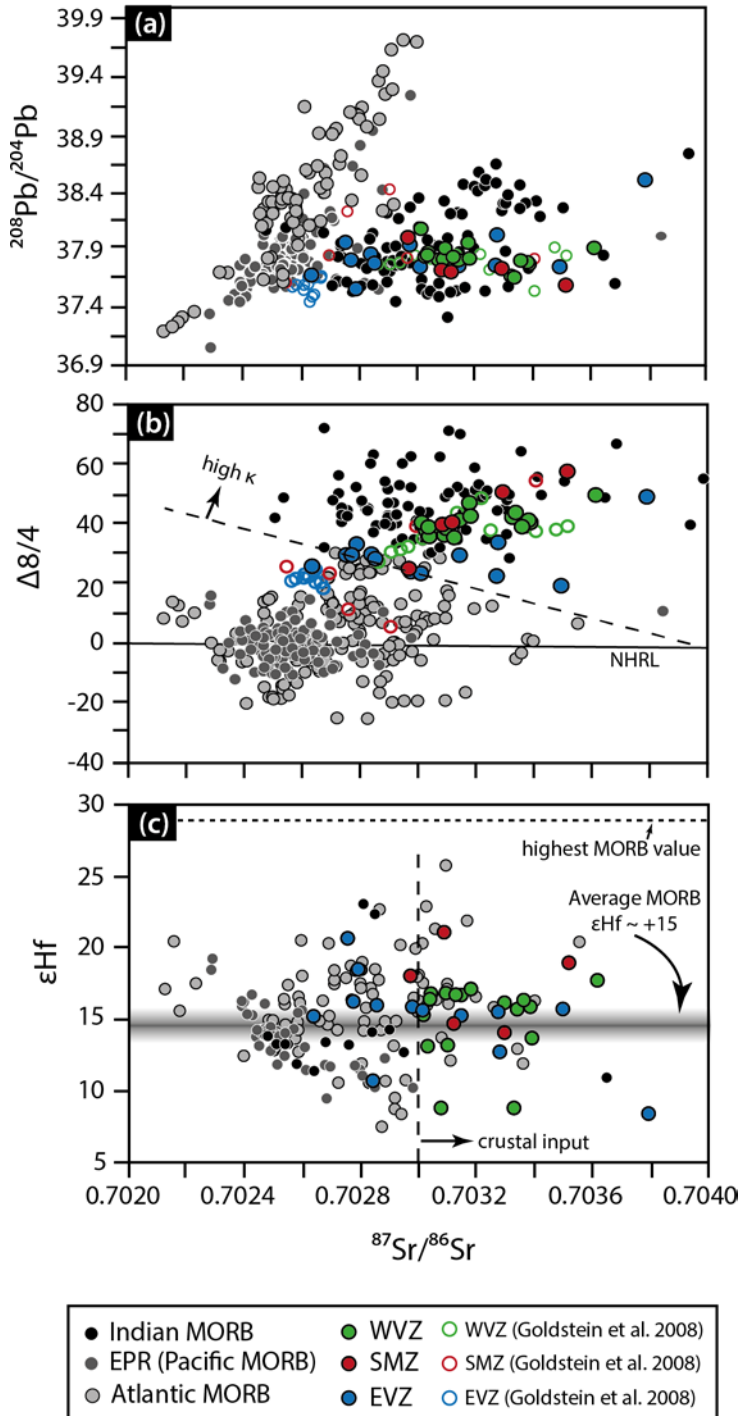 (a)
39.9
39.4
38.9
38.4
37.9
37.4
36.9
²⁰⁸Pb/²⁰⁴Pb
(b)
80
60
40
20
0
-20
-40
Δ8/4
high κ
NHRL
(c)
30
25
20
15
10
5
εHf
highest MORB value
Average MORB
εHf ~ +15
crustal input
0.7020 0.7024 0.7028 0.7032 0.7036 0.7040
⁸⁷Sr/⁸⁶Sr
Indian MORB WVZ WVZ (Goldstein et al. 2008)
EPR (Pacific MORB) SMZ SMZ (Goldstein et al. 2008)
Atlantic MORB EVZ EVZ (Goldstein et al. 2008)